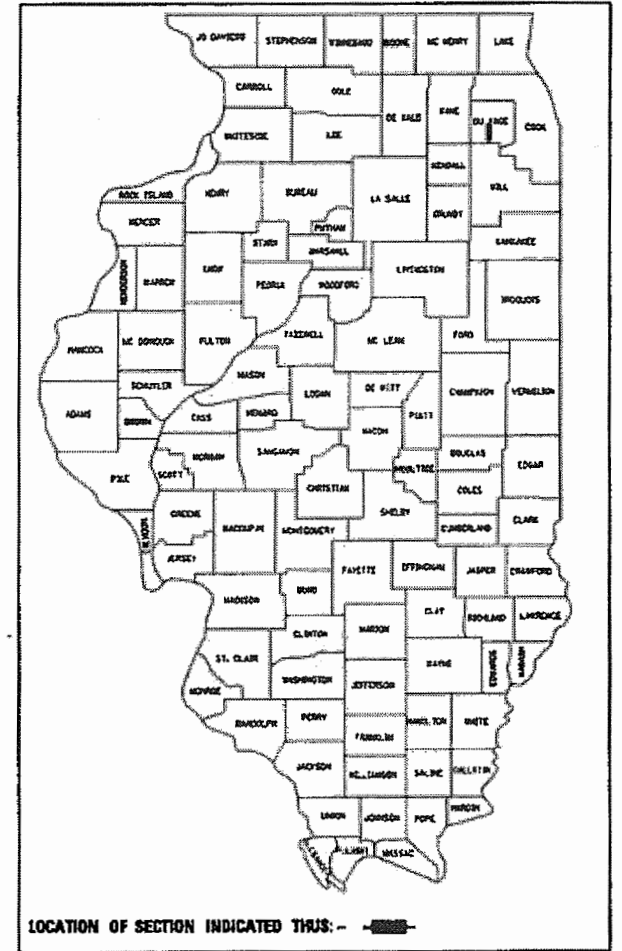 JO DAVIESS STEPHENSON WINNEBAGO BOONE MC HENRY LAKE
CARROLL OGLE DE KALB KANE DU PAGE COOK
WHITESIDE LEE
KENDALL WILL
ROCK ISLAND HENRY BUREAU LA SALLE GRUNDY
MERCER PUTNAM
STARK MARSHALL KANKAKEE
HENDERSON WARREN KNOX PEORIA WOODFORD LIVINGSTON IROQUOIS
HANCOCK MC DONOUGH FULTON TAZEWELL MC LEAN FORD
MASON
SCHUYLER LOGAN DE WITT CHAMPAIGN VERMILION
ADAMS BROWN CASS MENARD PIATT
MACON
MORGAN SANGAMON DOUGLAS EDGAR
PIKE SCOTT CHRISTIAN MOULTRIE COLES
GREENE MACOUPIN MONTGOMERY SHELBY CUMBERLAND CLARK
CALHOUN JERSEY
FAYETTE EFFINGHAM JASPER CRAWFORD
MADISON BOND
CLAY RICHLAND LAWRENCE
CLINTON MARION
ST. CLAIR WAYNE EDWARDS WABASH
MONROE WASHINGTON JEFFERSON
RANDOLPH PERRY HAMILTON WHITE
FRANKLIN
JACKSON WILLIAMSON SALINE GALLATIN
UNION JOHNSON POPE HARDIN
MASSAC
LOCATION OF SECTION INDICATED THUS:-